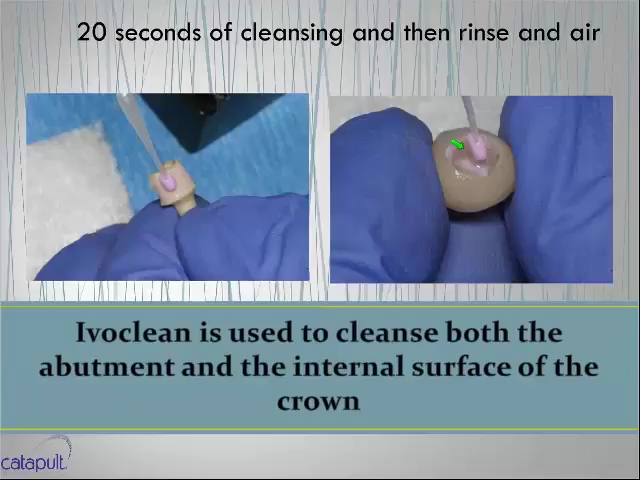 20 seconds of cleansing and then rinse and air
Ivoclean is used to cleanse both the
abutment and the internal surface of the
crown
catapult